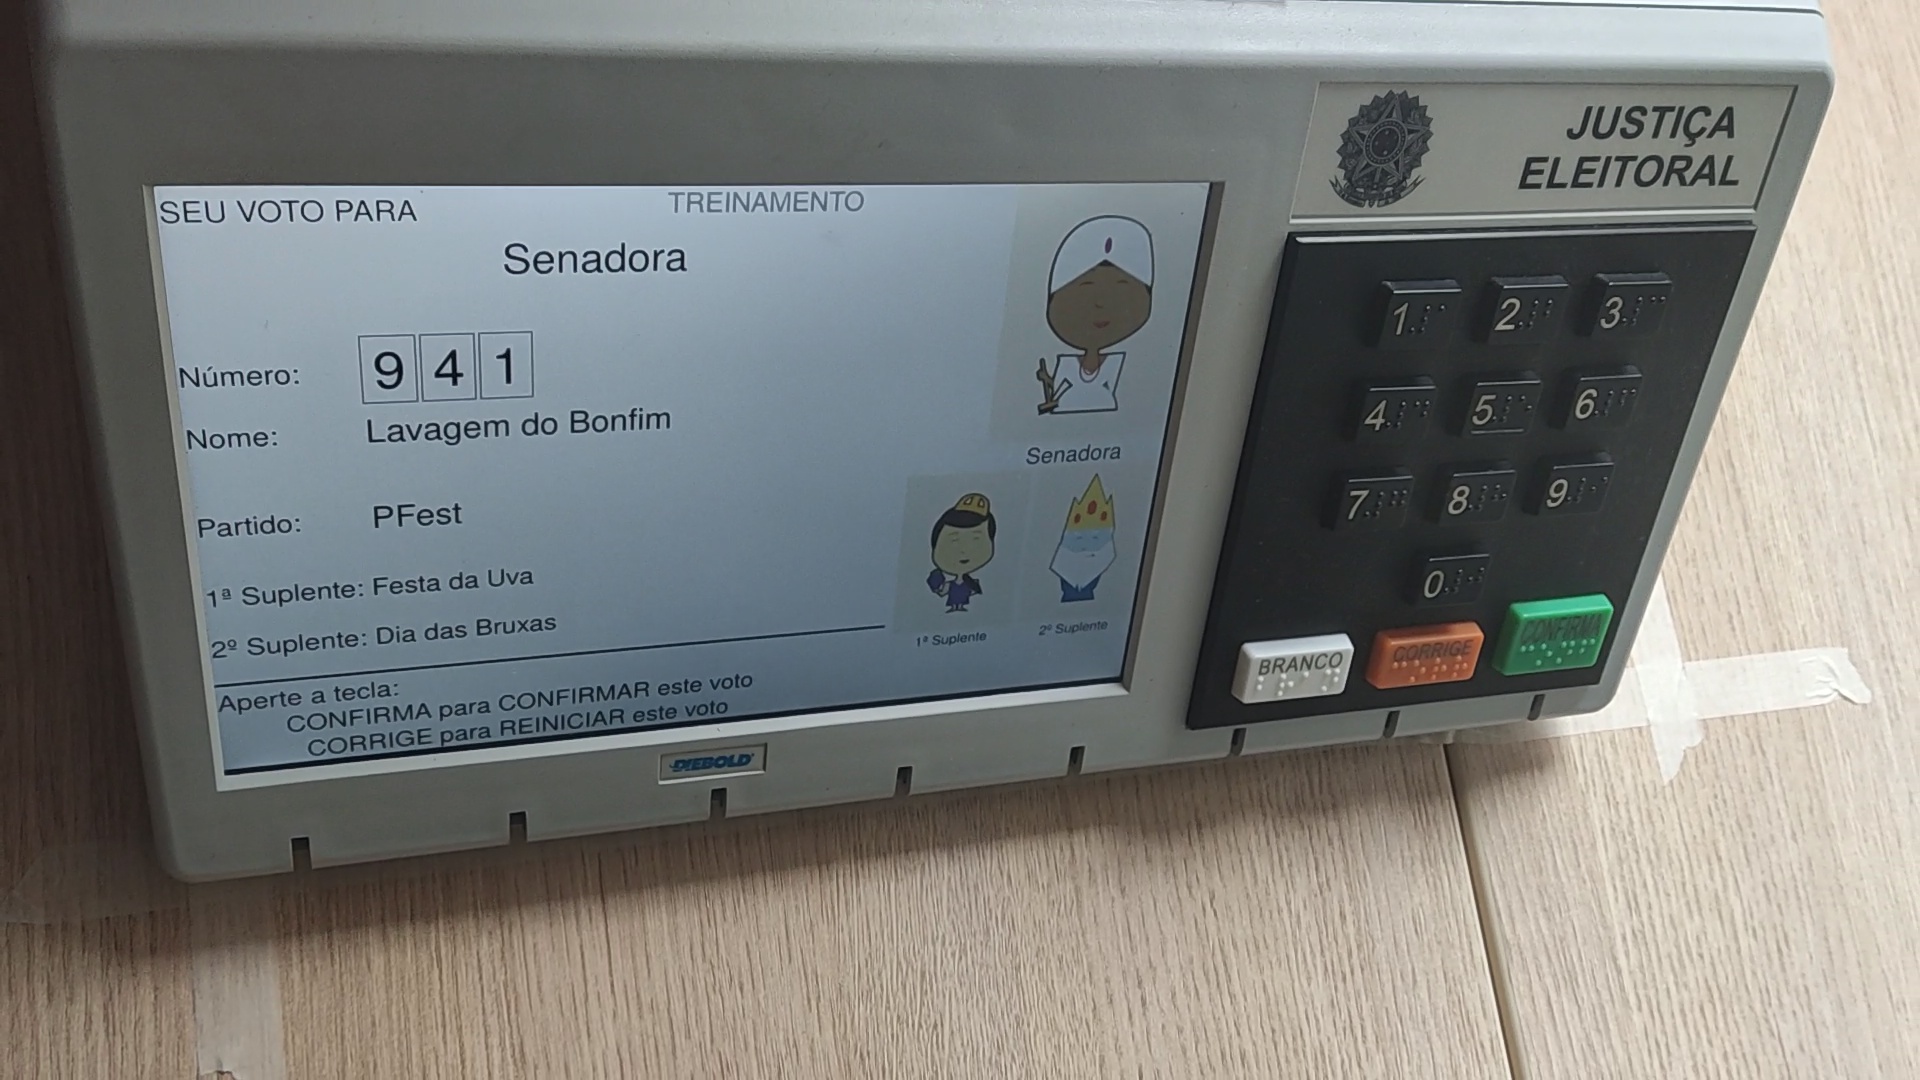 SEU VOTO PARA
TREINAMENTO
Senadora
Número: 9 4 1
Nome: Lavagem do Bonfim
Partido: PFest
1ª Suplente: Festa da Uva
2º Suplente: Dia das Bruxas
Senadora
1ª Suplente
2º Suplente
Aperte a tecla:
CONFIRMA para CONFIRMAR este voto
CORRIGE para REINICIAR este voto
DIEBOLD
JUSTIÇA
ELEITORAL
1 2 3
4 5 6
7 8 9
0
BRANCO CORRIGE CONFIRMA